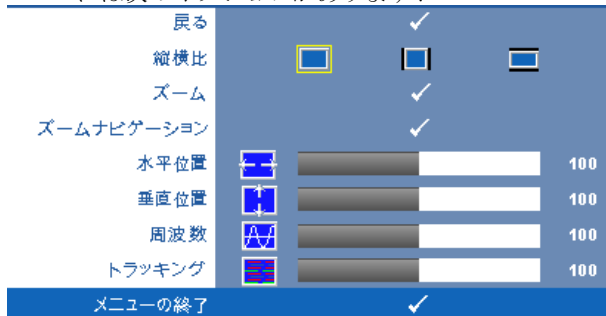 戻る
縦横比
ズーム
ズームナビゲーション
水平位置 100
垂直位置 100
周波数 100
トラッキング 100
メニューの終了